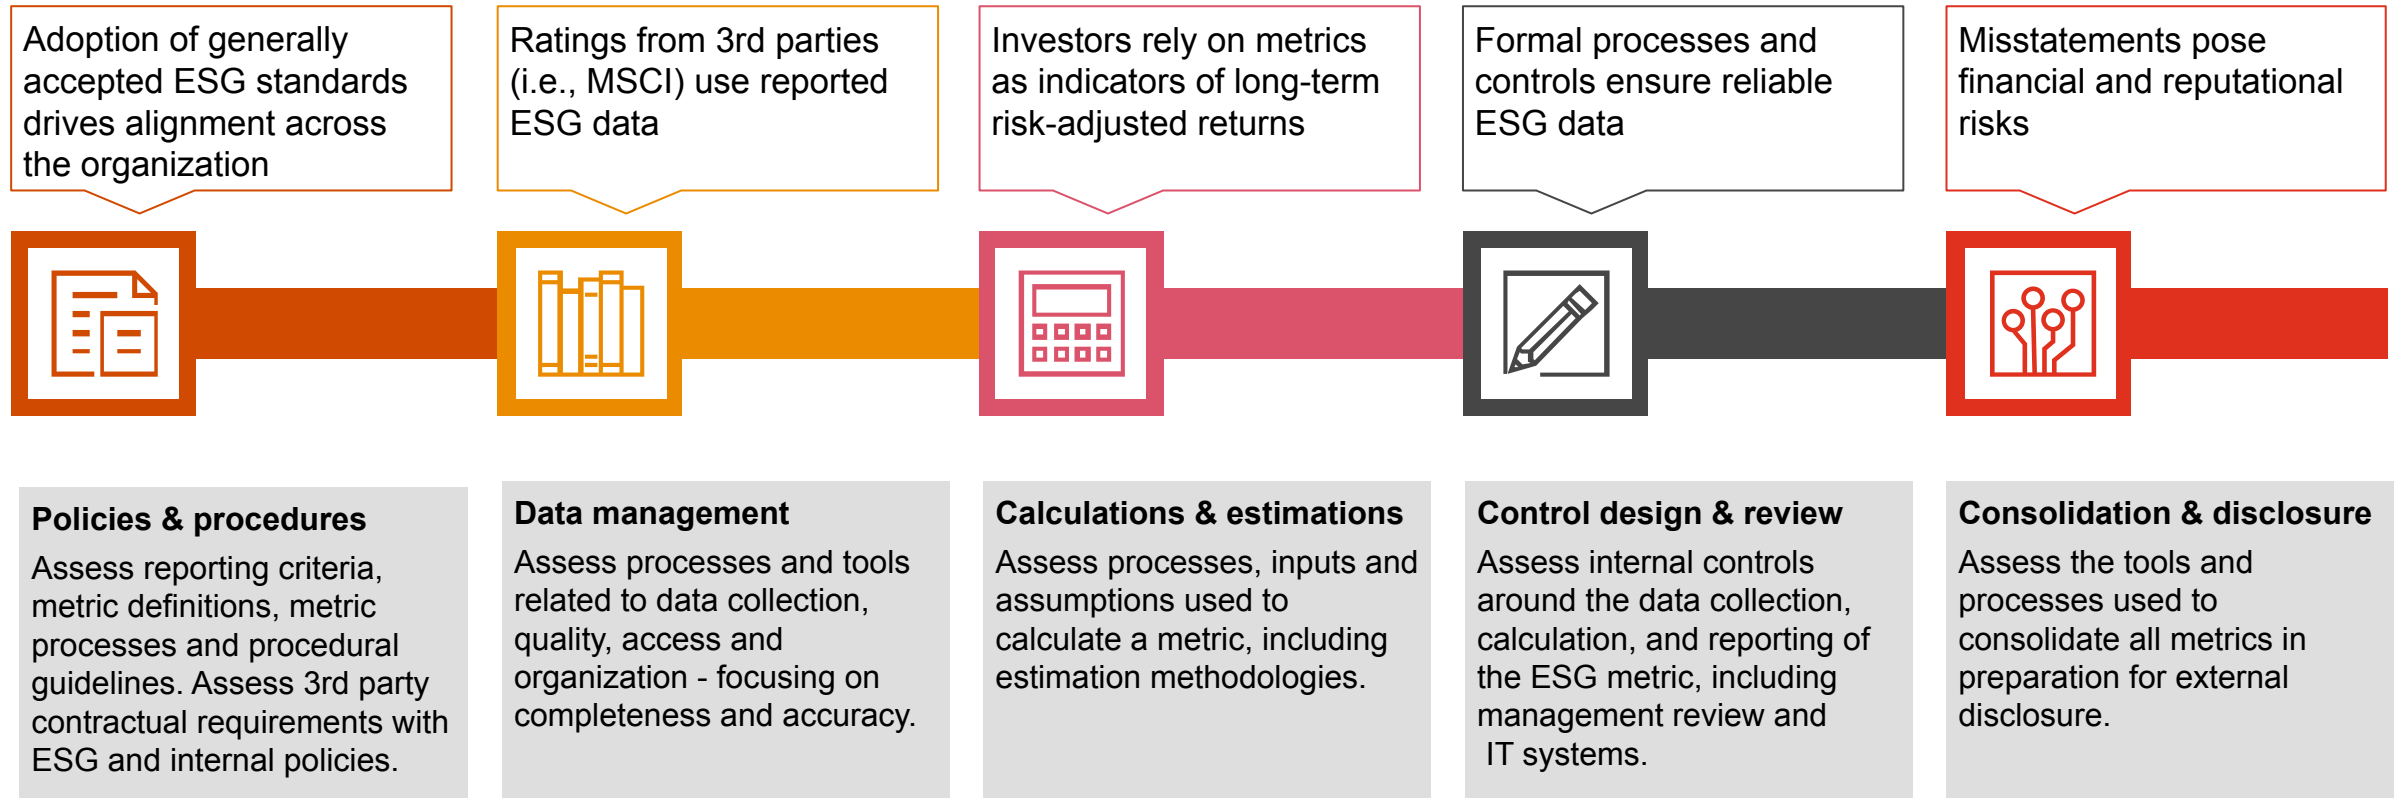 Adoption of generally
accepted ESG standards
drives alignment across
the organization
Ratings from 3rd parties
(i.e., MSCI) use reported
ESG data
Investors rely on metrics
as indicators of long-term
risk-adjusted returns
Formal processes and
controls ensure reliable
ESG data
Misstatements pose
financial and reputational
risks
Policies & procedures
Assess reporting criteria,
metric definitions, metric
processes and procedural
guidelines. Assess 3rd party
contractual requirements with
ESG and internal policies.
Data management
Assess processes and tools
related to data collection,
quality, access and
organization - focusing on
completeness and accuracy.
Calculations & estimations
Assess processes, inputs and
assumptions used to
calculate a metric, including
estimation methodologies.
Control design & review
Assess internal controls
around the data collection,
calculation, and reporting of
the ESG metric, including
management review and
IT systems.
Consolidation & disclosure
Assess the tools and
processes used to
consolidate all metrics in
preparation for external
disclosure.